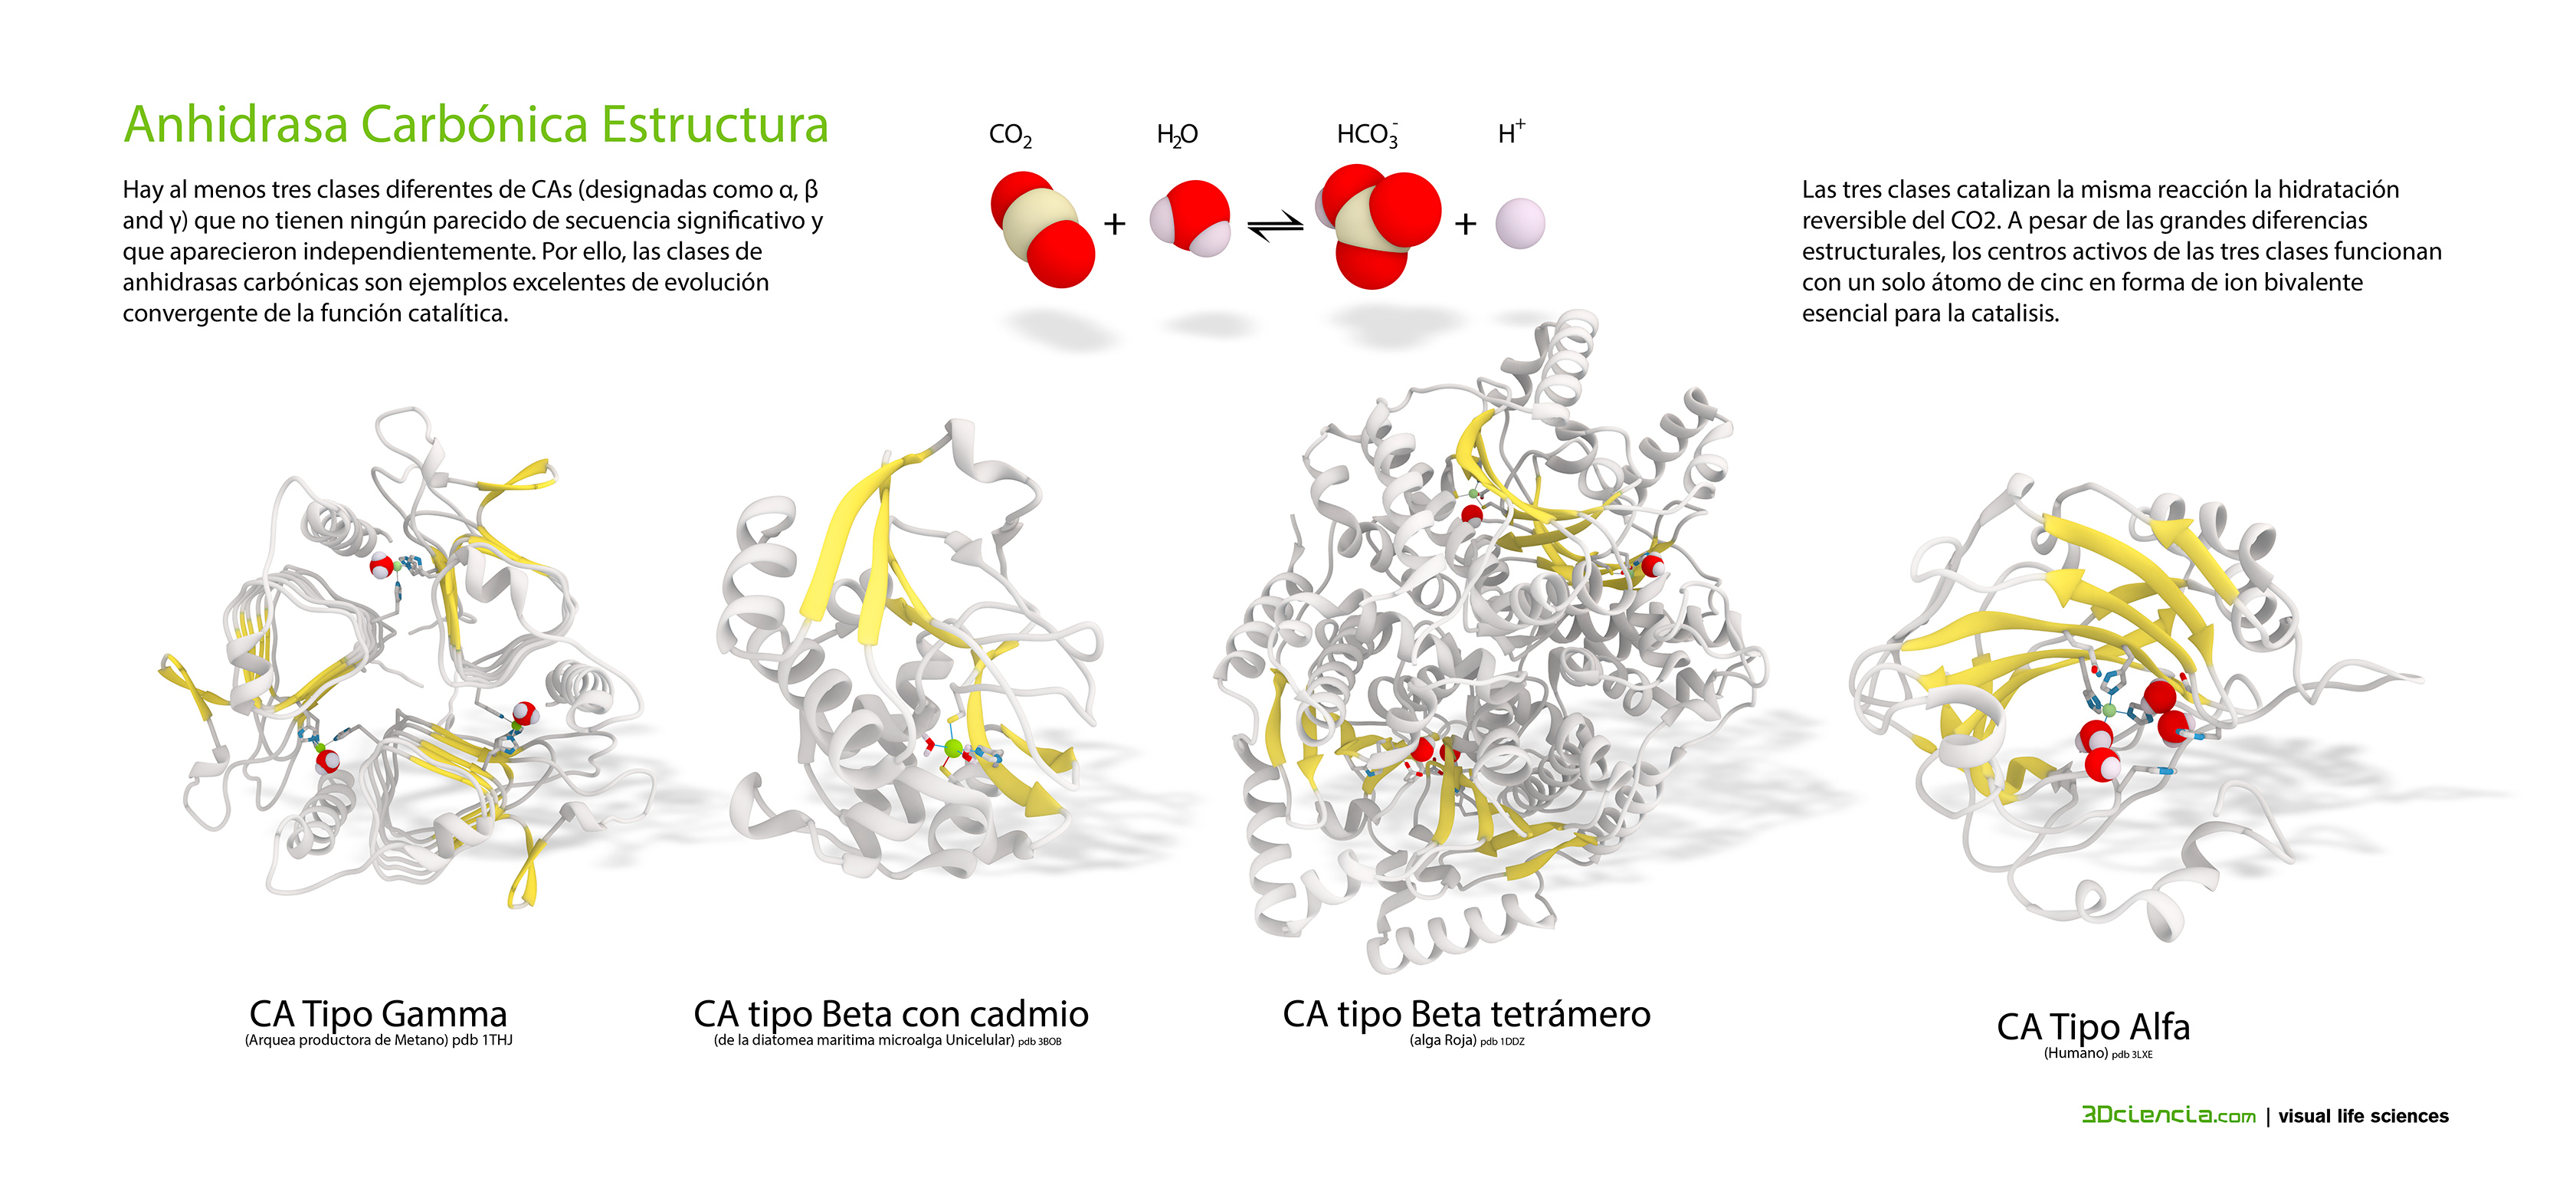 Anhidrasa Carbónica Estructura
Hay al menos tres clases diferentes de CAs (designadas como α, β
and γ) que no tienen ningún parecido de secuencia significativo y
que aparecieron independientemente. Por ello, las clases de
anhidrasas carbónicas son ejemplos excelentes de evolución
convergente de la función catalítica.
CO₂ H₂O HCO₃⁻ H⁺
+ ⇌ +
Las tres clases catalizan la misma reacción la hidratación
reversible del CO2. A pesar de las grandes diferencias
estructurales, los centros activos de las tres clases funcionan
con un solo átomo de cinc en forma de ion bivalente
esencial para la catalisis.
CA Tipo Gamma
(Arquea productora de Metano) pdb 1THJ
CA tipo Beta con cadmio
(de la diatomea maritima microalga Unicelular) pdb 3BOB
CA tipo Beta tetrámero
(alga Roja) pdb 1DDZ
CA Tipo Alfa
(Humano) pdb 3LXE
3Dciencia.com | visual life sciences